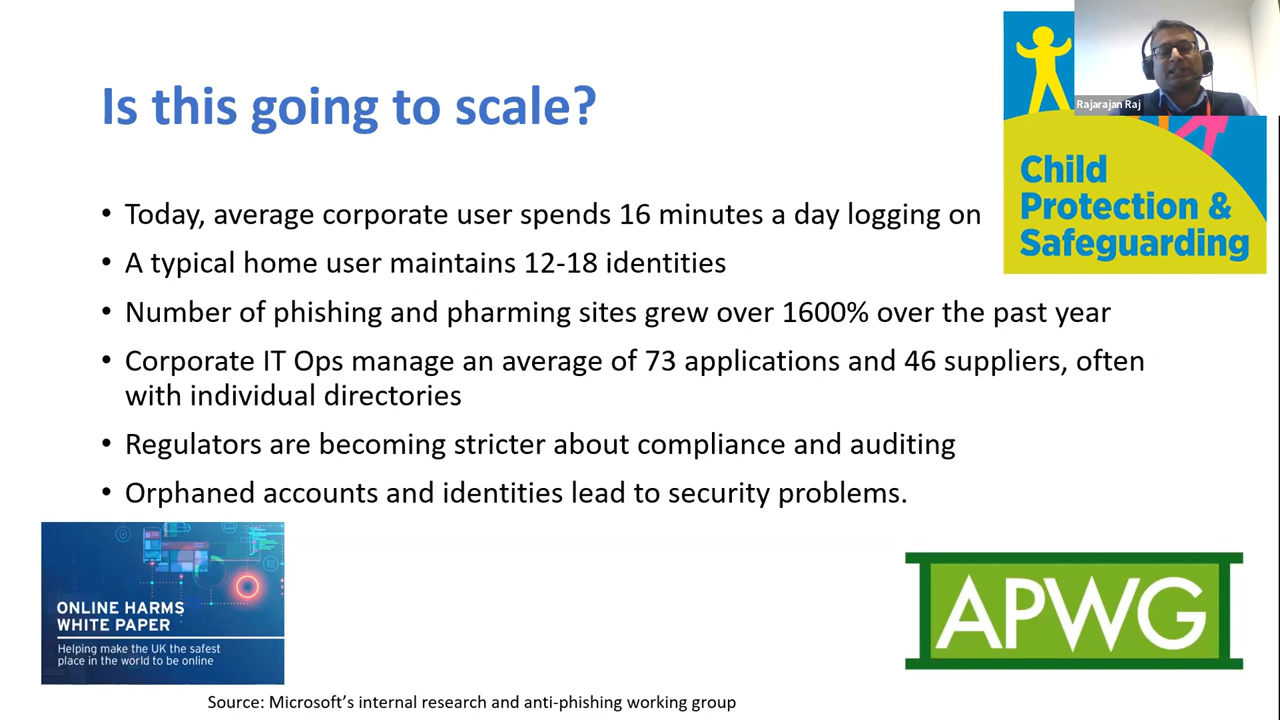 Rajarajan Raj
Is this going to scale?
Child
Protection &
Safeguarding
• Today, average corporate user spends 16 minutes a day logging on
• A typical home user maintains 12-18 identities
• Number of phishing and pharming sites grew over 1600% over the past year
• Corporate IT Ops manage an average of 73 applications and 46 suppliers, often
with individual directories
• Regulators are becoming stricter about compliance and auditing
• Orphaned accounts and identities lead to security problems.
ONLINE HARMS
WHITE PAPER
Helping make the UK the safest
place in the world to be online
APWG
Source: Microsoft’s internal research and anti-phishing working group